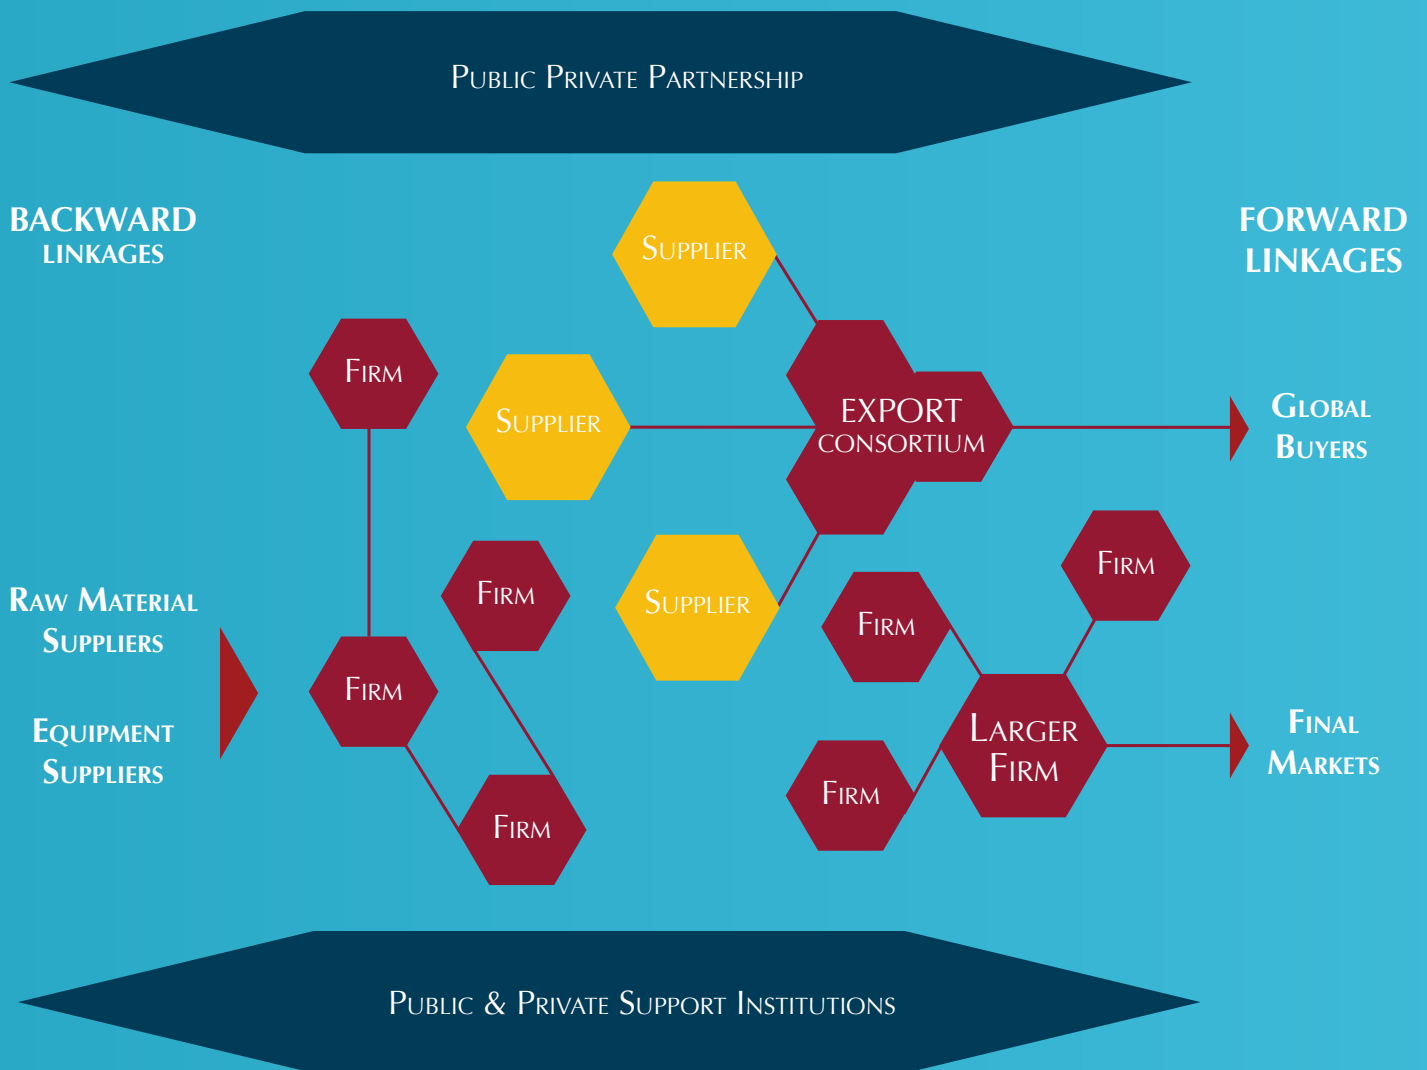 Public Private Partnership
BACKWARD
LINKAGES
FORWARD
LINKAGES
Supplier
Firm
Supplier
EXPORT
CONSORTIUM
Global
Buyers
Raw Material
Suppliers
Equipment
Suppliers
Firm
Firm
Firm
Supplier
Firm
Firm
Firm
Larger
Firm
Final
Markets
Public & Private Support Institutions